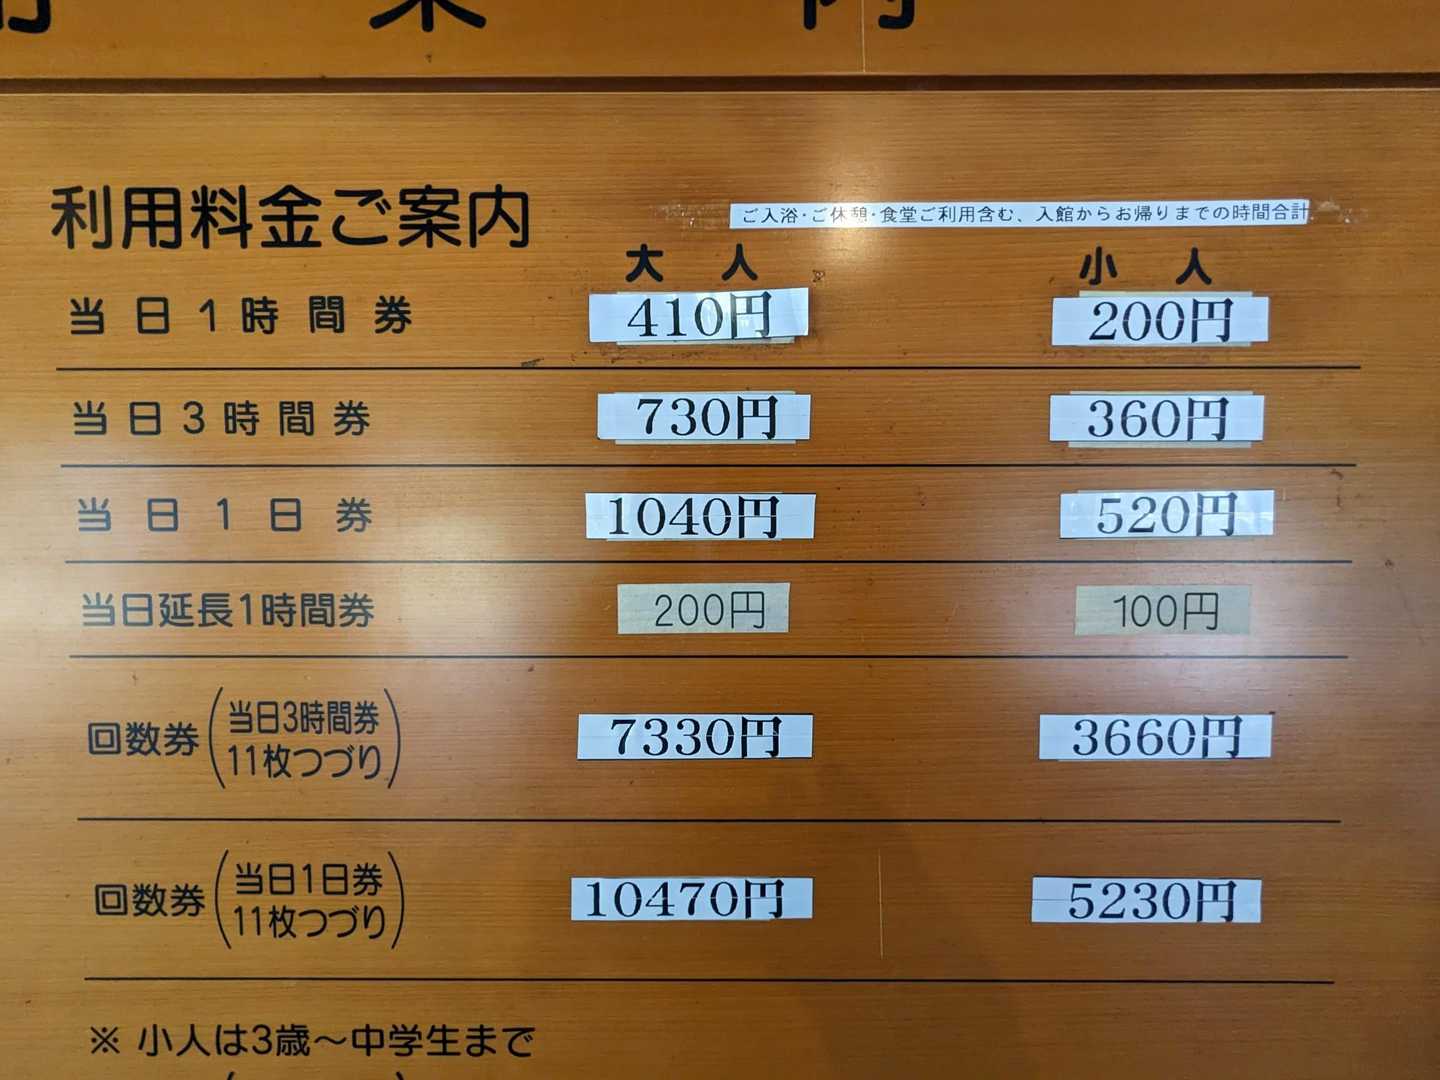 案内
利用料金ご案内
ご入浴・ご休憩・食堂ご利用含む、入館からお帰りまでの時間合計
大人 小人
当日1時間券 410円 200円
当日3時間券 730円 360円
当日1日券 1040円 520円
当日延長1時間券 200円 100円
回数券(当日3時間券 11枚つづり) 7330円 3660円
回数券(当日1日券 11枚つづり) 10470円 5230円
※ 小人は3歳～中学生まで